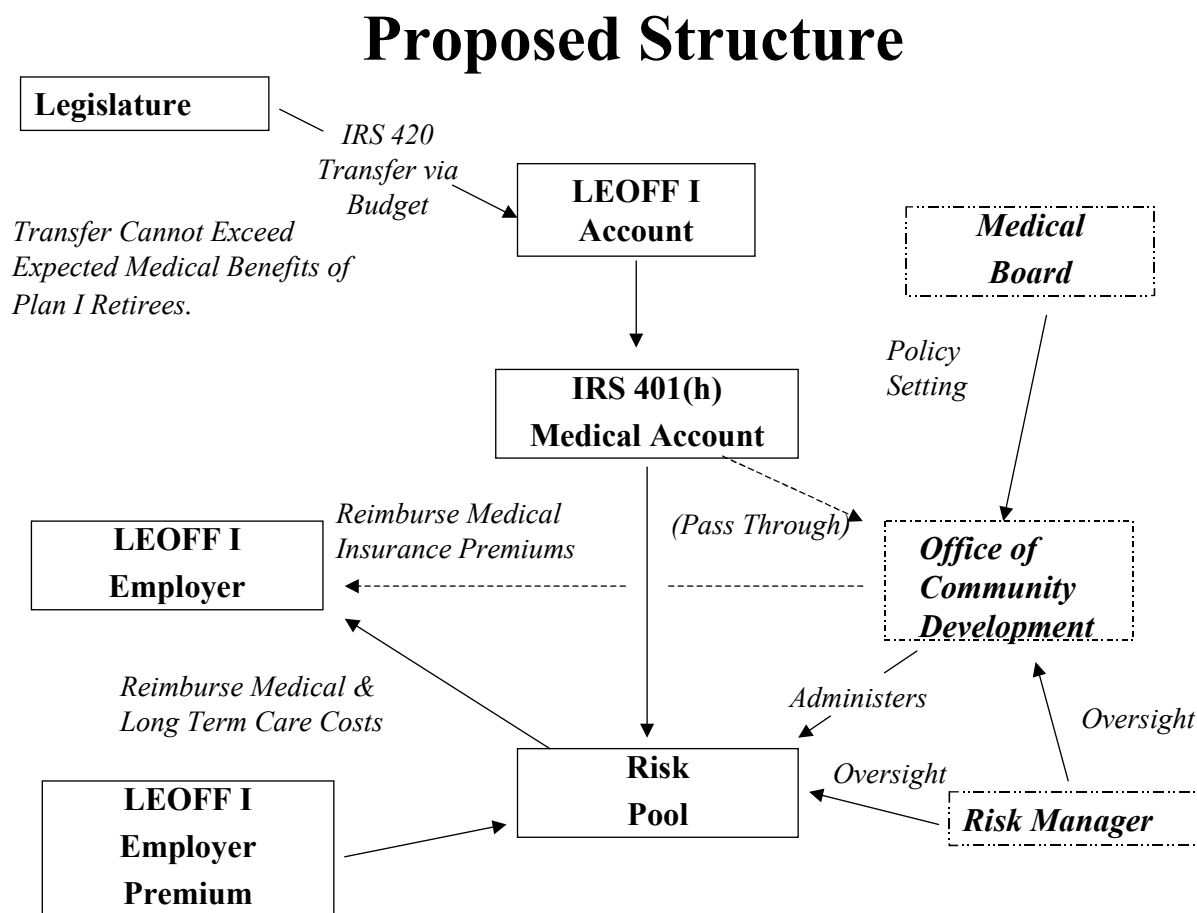 Proposed Structure
Legislature
IRS 420
Transfer via
Budget
LEOFF I
Account
Transfer Cannot Exceed
Expected Medical Benefits of
Plan I Retirees.
Medical
Board
Policy
Setting
IRS 401(h)
Medical Account
LEOFF I
Employer
Reimburse Medical
Insurance Premiums
(Pass Through)
Office of
Community
Development
Reimburse Medical &
Long Term Care Costs
Administers
Oversight
Risk
Pool
Oversight
Risk Manager
LEOFF I
Employer
Premium